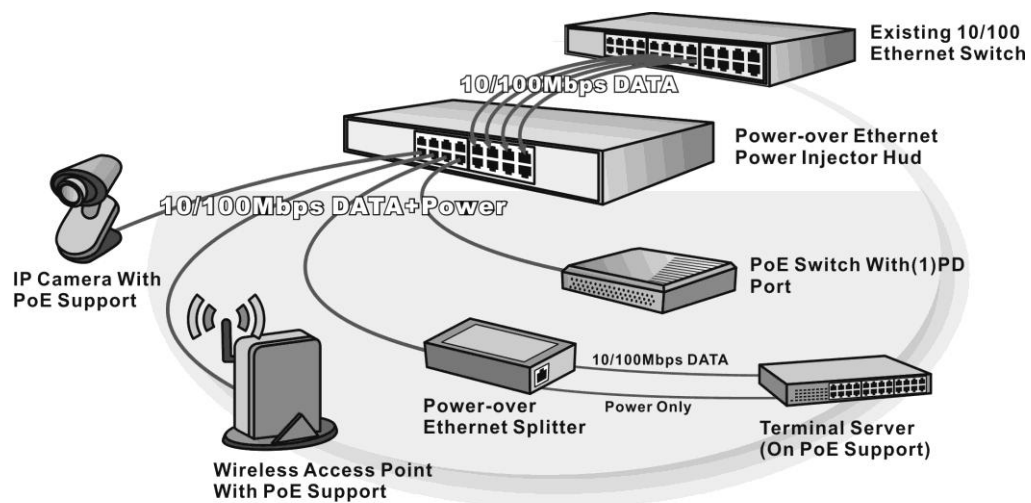 Existing 10/100
Ethernet Switch
10/100Mbps DATA
Power-over Ethernet
Power Injector Hud
10/100Mbps DATA+Power
IP Camera With
PoE Support
PoE Switch With(1)PD
Port
10/100Mbps DATA
Power Only
Power-over
Ethernet Splitter
Terminal Server
(On PoE Support)
Wireless Access Point
With PoE Support